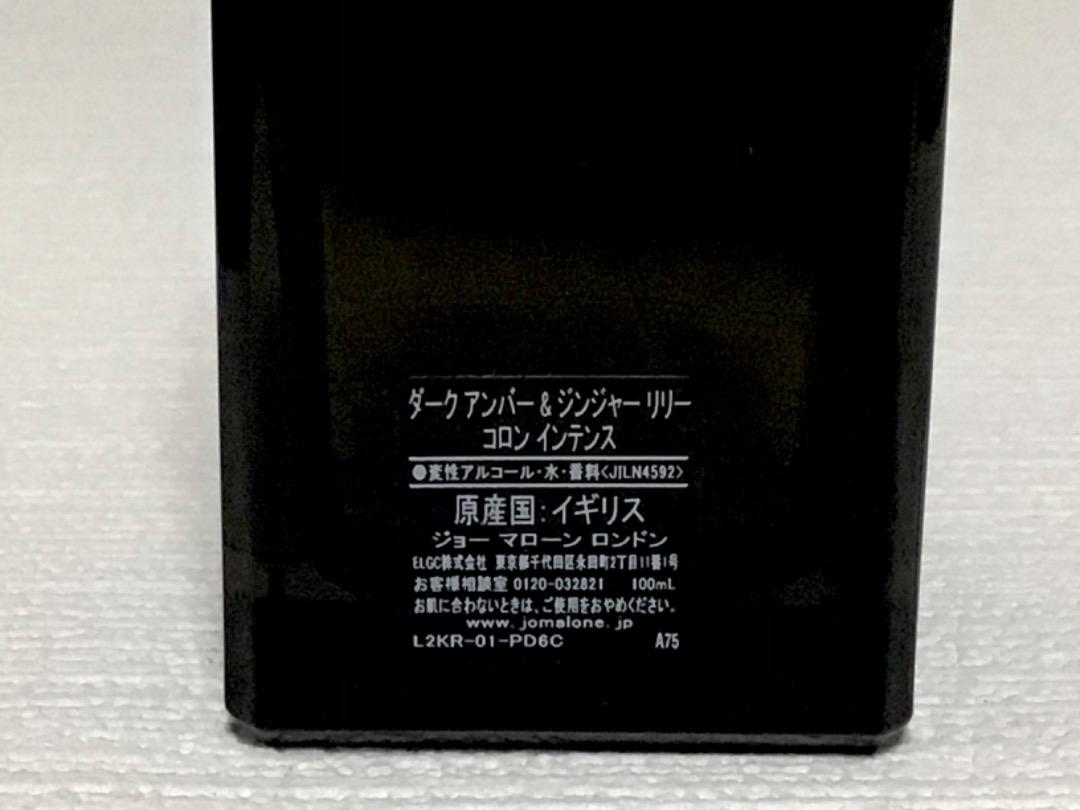 ダーク アンバー & ジンジャー リリー
コロン インテンス
●変性アルコール・水・香料<JILN4592>
原産国:イギリス
ジョー マローン ロンドン
ELGC株式会社 東京都千代田区永田町2丁目11番1号
お客様相談室 0120-032821 100mL
お肌に合わないときは、ご使用をおやめください。
www.jomalone.jp
L2KR-01-PD6C A75